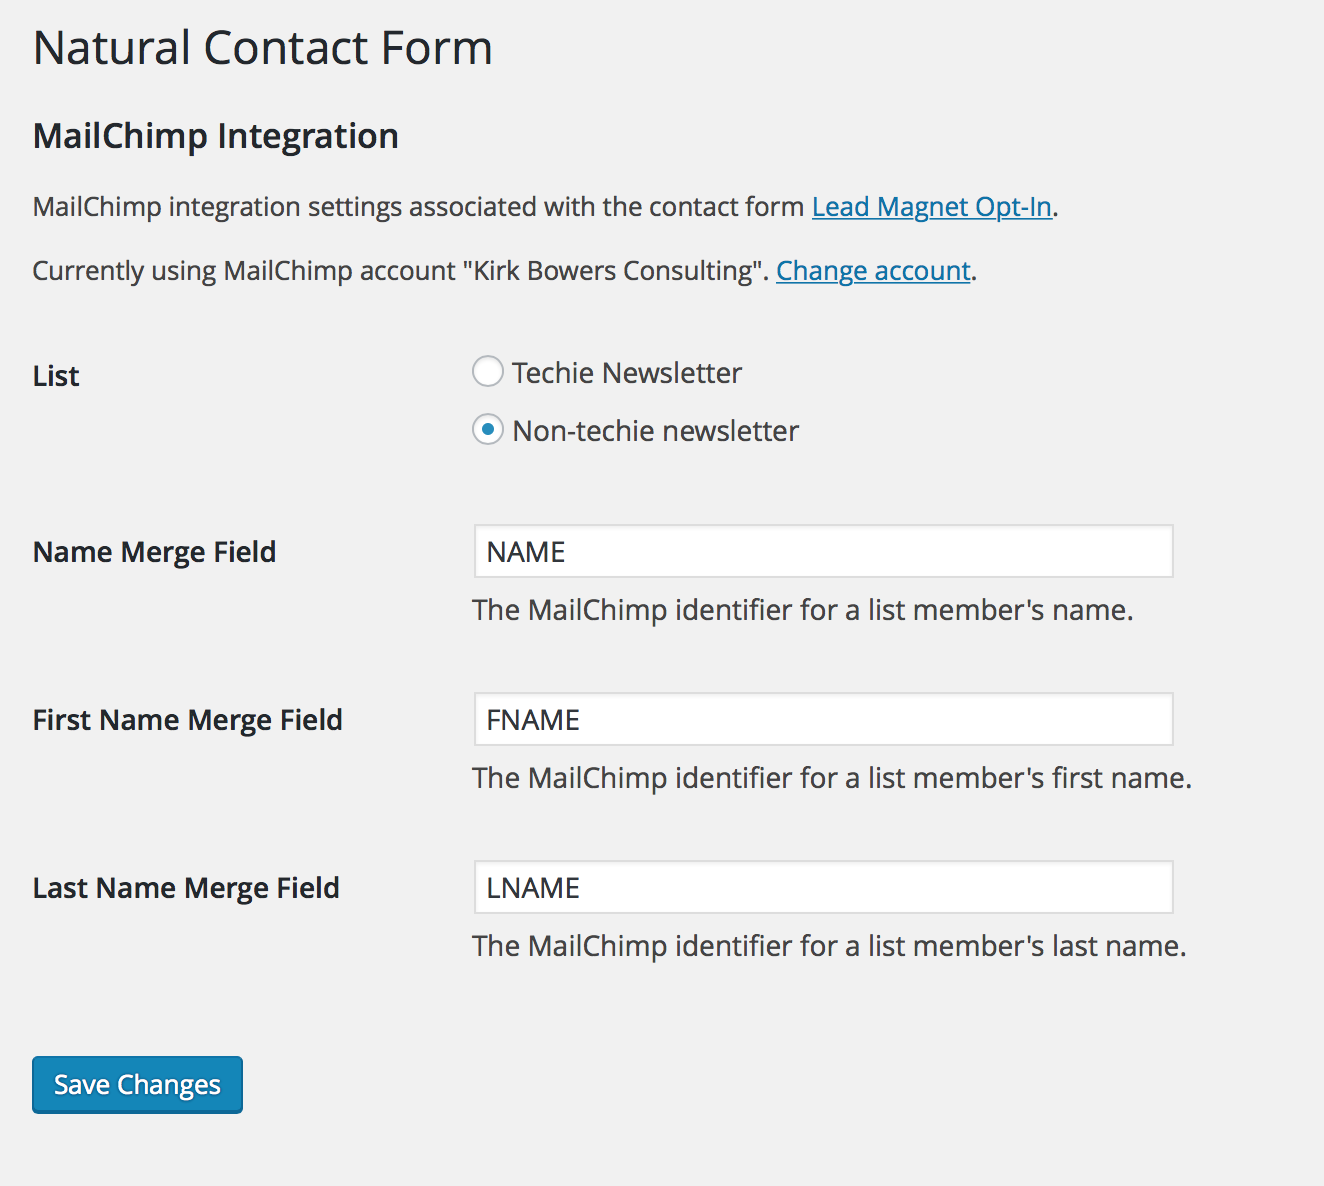 Natural Contact Form
MailChimp Integration
MailChimp integration settings associated with the contact form Lead Magnet Opt-In.
Currently using MailChimp account "Kirk Bowers Consulting". Change account.
List
Techie Newsletter
Non-techie newsletter
Name Merge Field
NAME
The MailChimp identifier for a list member's name.
First Name Merge Field
FNAME
The MailChimp identifier for a list member's first name.
Last Name Merge Field
LNAME
The MailChimp identifier for a list member's last name.
Save Changes